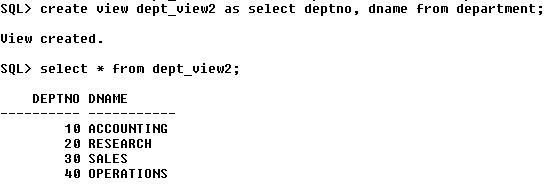 SQL> create view dept_view2 as select deptno, dname from department;
View created.
SQL> select * from dept_view2;
DEPTNO DNAME
---------- -----------
10 ACCOUNTING
20 RESEARCH
30 SALES
40 OPERATIONS